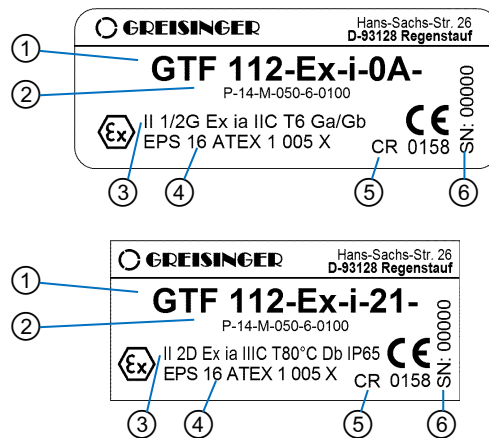 GREISINGER
Hans-Sachs-Str. 26
D-93128 Regenstauf
1
GTF 112-Ex-i-0A-
2
P-14-M-050-6-0100
Ex
II 1/2G Ex ia IIC T6 Ga/Gb
EPS 16 ATEX 1 005 X
CE
CR 0158
SN: 00000
3
4
5
6
GREISINGER
Hans-Sachs-Str. 26
D-93128 Regenstauf
1
GTF 112-Ex-i-21-
2
P-14-M-050-6-0100
Ex
II 2D Ex ia IIIC T80°C Db IP65
EPS 16 ATEX 1 005 X
CE
CR 0158
SN: 00000
3
4
5
6